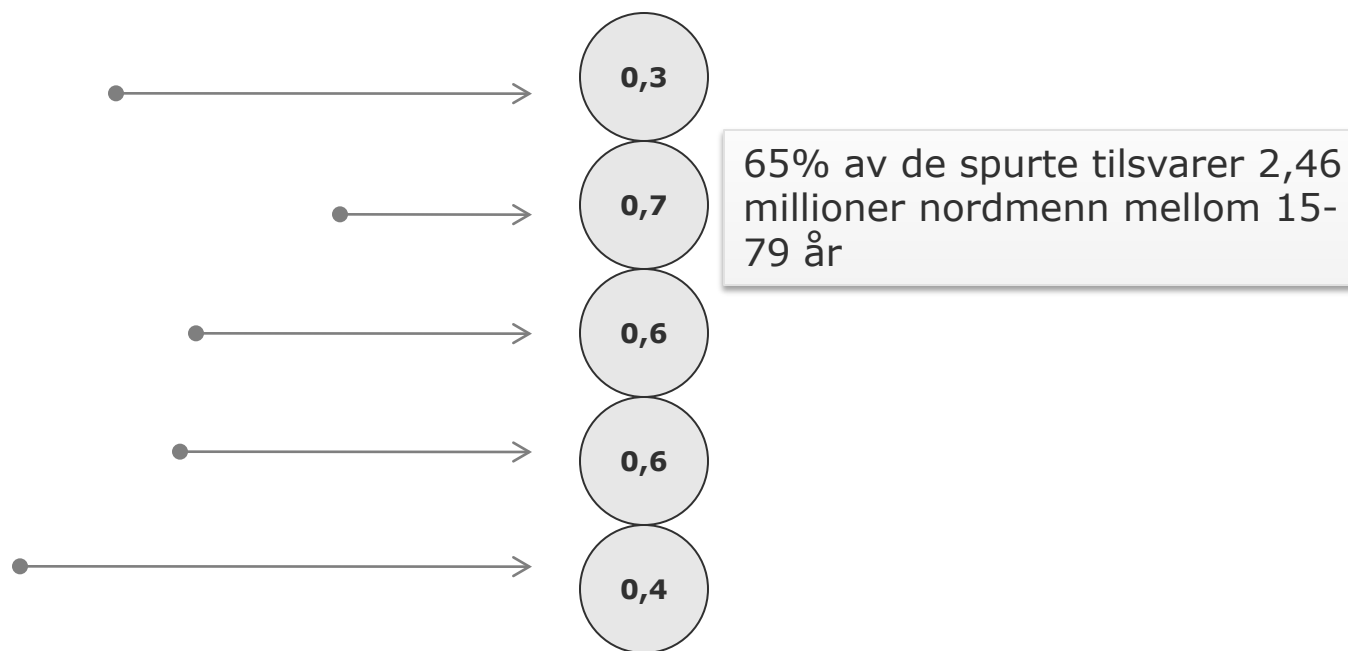 0,3
0,7
65% av de spurte tilsvarer 2,46
millioner nordmenn mellom 15-
79 år
0,6
0,6
0,4